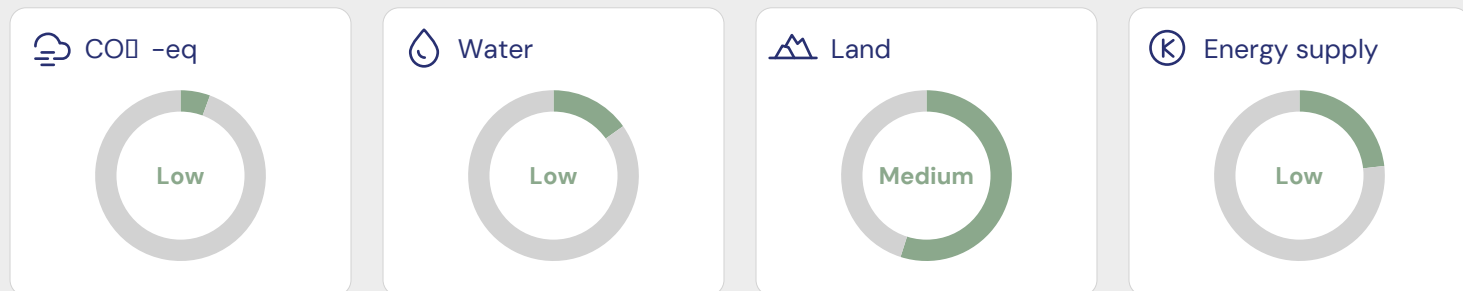 CO▯ -eq
Water
Land
Energy supply
Low
Low
Medium
Low